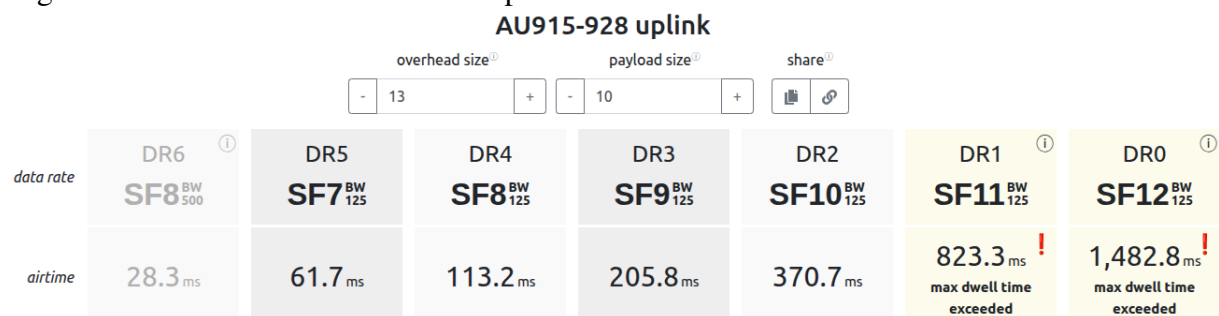 AU915-928 uplink
overhead size payload size share
- 13 + - 10 +
DR6 DR5 DR4 DR3 DR2 DR1 DR0
data rate SF8 BW 500 SF7 BW 125 SF8 BW 125 SF9 BW 125 SF10 BW 125 SF11 BW 125 SF12 BW 125
airtime 28.3 ms 61.7 ms 113.2 ms 205.8 ms 370.7 ms 823.3 ms ! 1,482.8 ms !
max dwell time max dwell time
exceeded exceeded